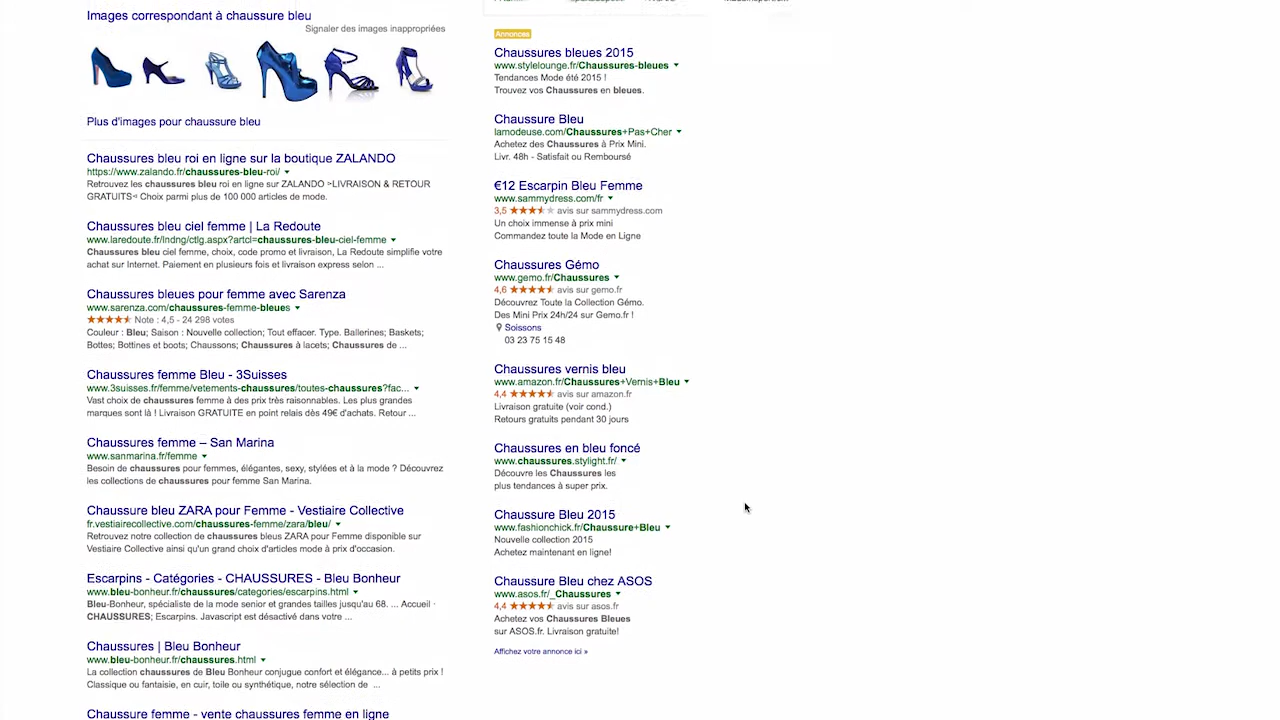 Images correspondant à chaussure bleu
Signaler des images inappropriées
Plus d'images pour chaussure bleu
Chaussures bleu roi en ligne sur la boutique ZALANDO
https://www.zalando.fr/chaussures-bleu-roi/
Retrouvez les chaussures bleu roi en ligne sur ZALANDO >LIVRAISON & RETOUR
GRATUITS< Choix parmi plus de 100 000 articles de mode.
Chaussures bleu ciel femme | La Redoute
www.laredoute.fr/lndng/ctlg.aspx?artcl=chaussures-bleu-ciel-femme
Chaussures bleu ciel femme, choix, code promo et livraison, La Redoute simplifie votre
achat sur Internet. Paiement en plusieurs fois et livraison express selon ...
Chaussures bleues pour femme avec Sarenza
www.sarenza.com/chaussures-femme-bleues
Note : 4,5 - 24 298 votes
Couleur : Bleu; Saison : Nouvelle collection; Tout effacer. Type. Ballerines; Baskets;
Bottes; Bottines et boots; Chaussons; Chaussures à lacets; Chaussures de ...
Chaussures femme Bleu - 3Suisses
www.3suisses.fr/femme/vetements-chaussures/toutes-chaussures?fac...
Vast choix de chaussures femme à des prix très raisonnables. Les plus grandes
marques sont là ! Livraison GRATUITE en point relais dès 49€ d'achats. Retour ...
Chaussures femme – San Marina
www.sanmarina.fr/femme
Besoin de chaussures pour femmes, élégantes, sexy, stylées et à la mode ? Découvrez
les collections de chaussures pour femme San Marina.
Chaussure bleu ZARA pour Femme - Vestiaire Collective
fr.vestiairecollective.com/chaussures-femme/zara/bleu/
Retrouvez notre collection de chaussures bleus ZARA pour Femme disponible sur
Vestiaire Collective ainsi qu'un grand choix d'articles mode à prix d'occasion.
Escarpins - Catégories - CHAUSSURES - Bleu Bonheur
www.bleu-bonheur.fr/chaussures/categories/escarpins.html
Bleu-Bonheur, spécialiste de la mode senior et grandes tailles jusqu'au 68. ... Accueil ·
CHAUSSURES; Escarpins. Javascript est désactivé dans votre ...
Chaussures | Bleu Bonheur
www.bleu-bonheur.fr/chaussures.html
La collection chaussures de Bleu Bonheur conjugue confort et élégance... à petits prix !
Classique ou fantaisie, en cuir, toile ou synthétique, notre sélection de ...
Chaussure femme - vente chaussures femme en ligne
Annonces
Chaussures bleues 2015
www.stylelounge.fr/Chaussures-bleues
Tendances Mode été 2015 !
Trouvez vos Chaussures en bleues.
Chaussure Bleu
lamodeuse.com/Chaussures+Pas+Cher
Achetez des Chaussures à Prix Mini.
Livr. 48h - Satisfait ou Remboursé
€12 Escarpin Bleu Femme
www.sammydress.com/fr
3,5 avis sur sammydress.com
Un choix immense à prix mini
Commandez toute la Mode en Ligne
Chaussures Gémo
www.gemo.fr/Chaussures
4,6 avis sur gemo.fr
Découvrez Toute la Collection Gémo.
Des Mini Prix 24h/24 sur Gemo.fr !
Soissons
03 23 75 15 48
Chaussures vernis bleu
www.amazon.fr/Chaussures+Vernis+Bleu
4,4 avis sur amazon.fr
Livraison gratuite (voir cond.)
Retours gratuits pendant 30 jours
Chaussures en bleu foncé
www.chaussures.stylight.fr/
Découvre les Chaussures les
plus tendances à super prix.
Chaussure Bleu 2015
www.fashionchick.fr/Chaussure+Bleu
Nouvelle collection 2015
Achetez maintenant en ligne!
Chaussure Bleu chez ASOS
www.asos.fr/_Chaussures
4,4 avis sur asos.fr
Achetez vos Chaussures Bleues
sur ASOS.fr. Livraison gratuite!
Affichez votre annonce ici »